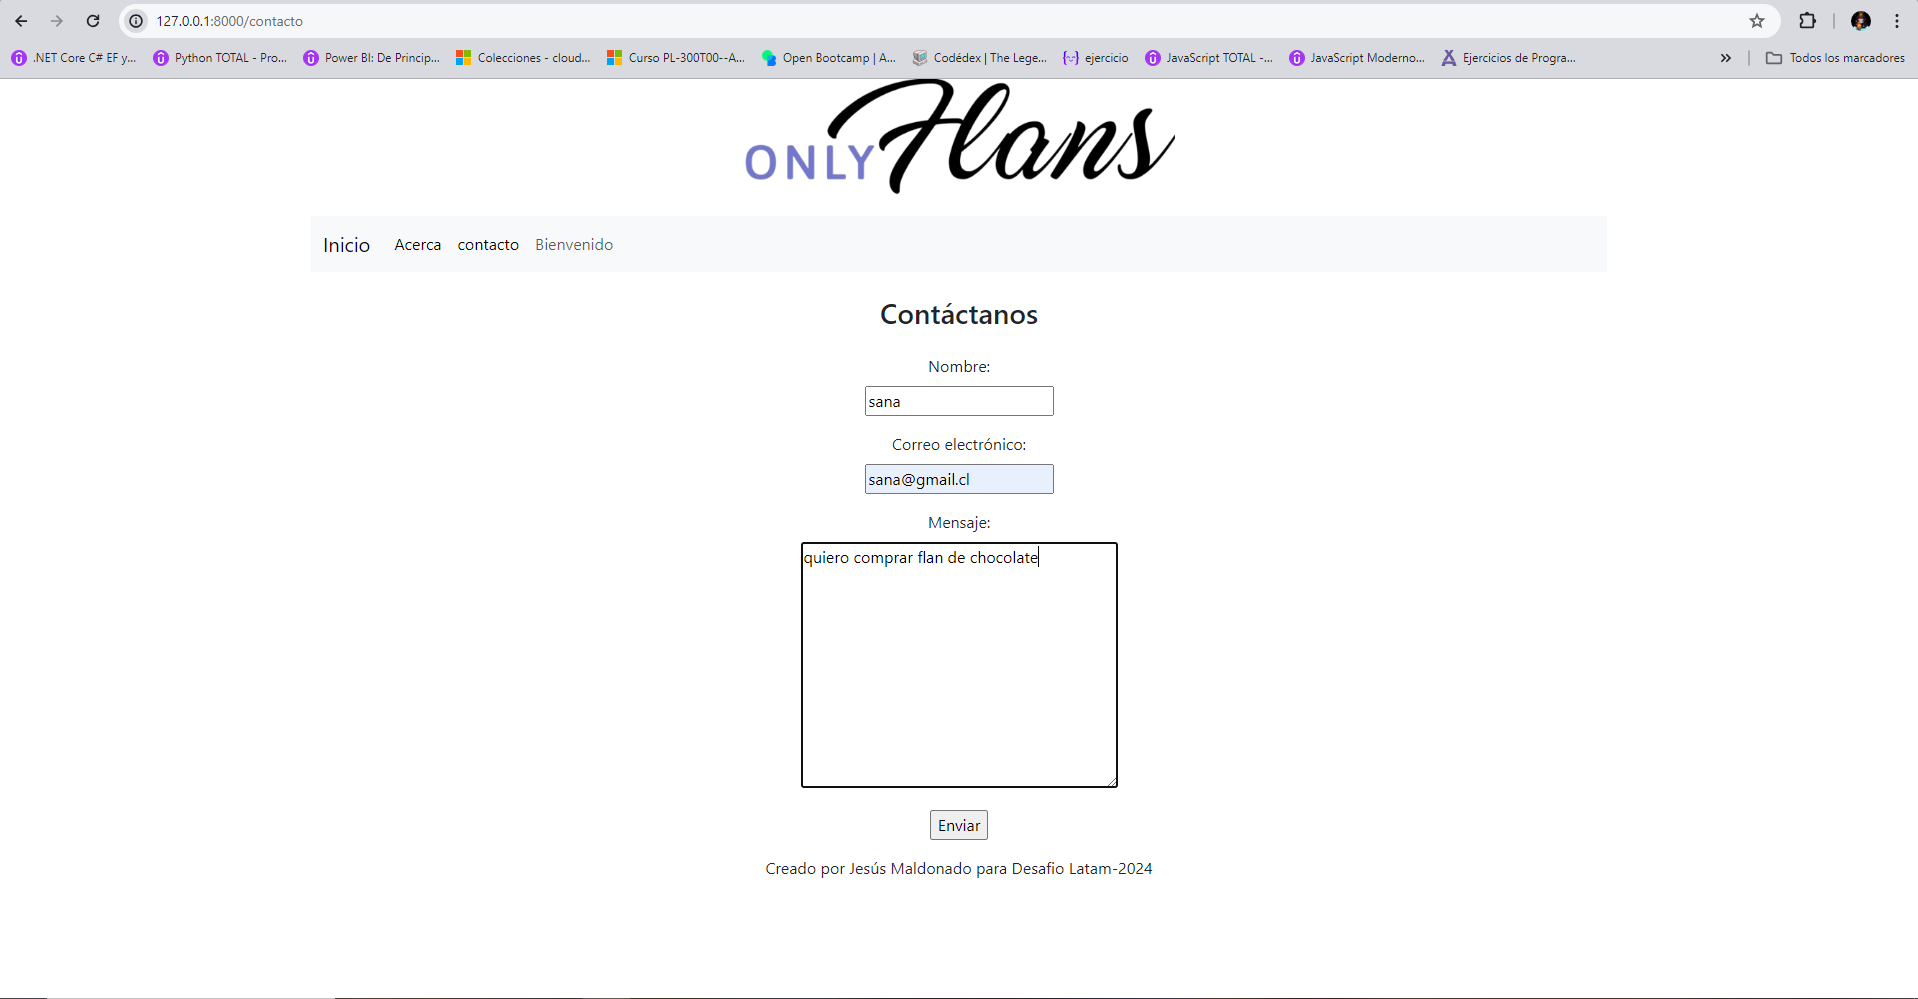 127.0.0.1:8000/contacto
.NET Core C# EF y... Python TOTAL - Pro... Power BI: De Princip... Colecciones - cloud... Curso PL-300T00--A... Open Bootcamp | A... Codédex | The Lege... ejercicio JavaScript TOTAL -... JavaScript Moderno... Ejercicios de Progra... Todos los marcadores
ONLY Flans
Inicio Acerca contacto Bienvenido
Contáctanos
Nombre:
sana
Correo electrónico:
sana@gmail.cl
Mensaje:
quiero comprar flan de chocolate
Enviar
Creado por Jesús Maldonado para Desafio Latam-2024